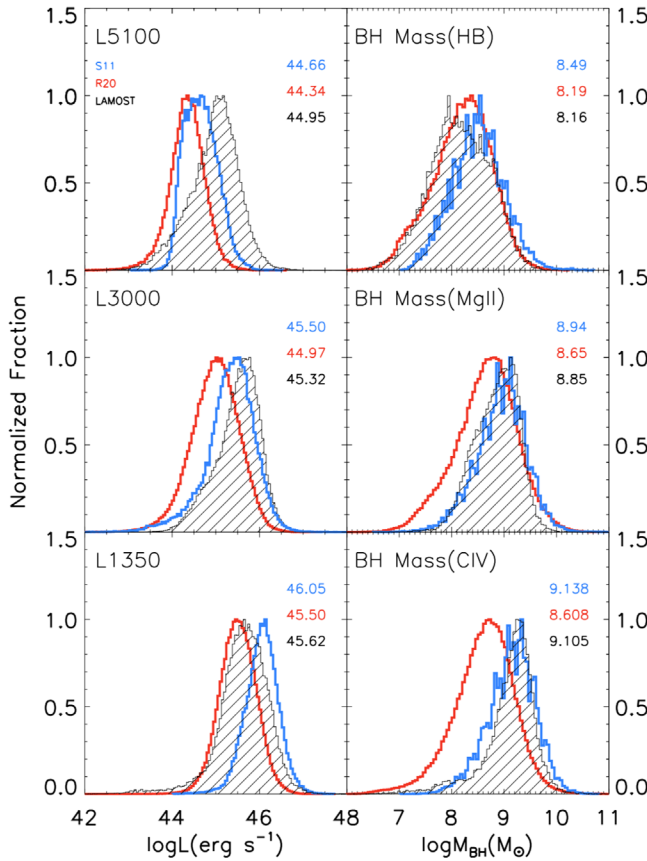 1.5
L5100
S11 44.66
R20 44.34
LAMOST 44.95
1.0
0.5
BH Mass(HB)
8.49
8.19
8.16
1.5
1.0
0.5
1.5
L3000
45.50
44.97
45.32
1.0
0.5
BH Mass(MgII)
8.94
8.65
8.85
1.5
1.0
0.5
1.5
L1350
46.05
45.50
45.62
1.0
0.5
0.0
BH Mass(CIV)
9.138
8.608
9.105
1.5
1.0
0.5
0.0
Normalized Fraction
42 43 44 45 46 47 48 7 8 9 10 11
logL(erg s⁻¹) logM_BH(M⊙)